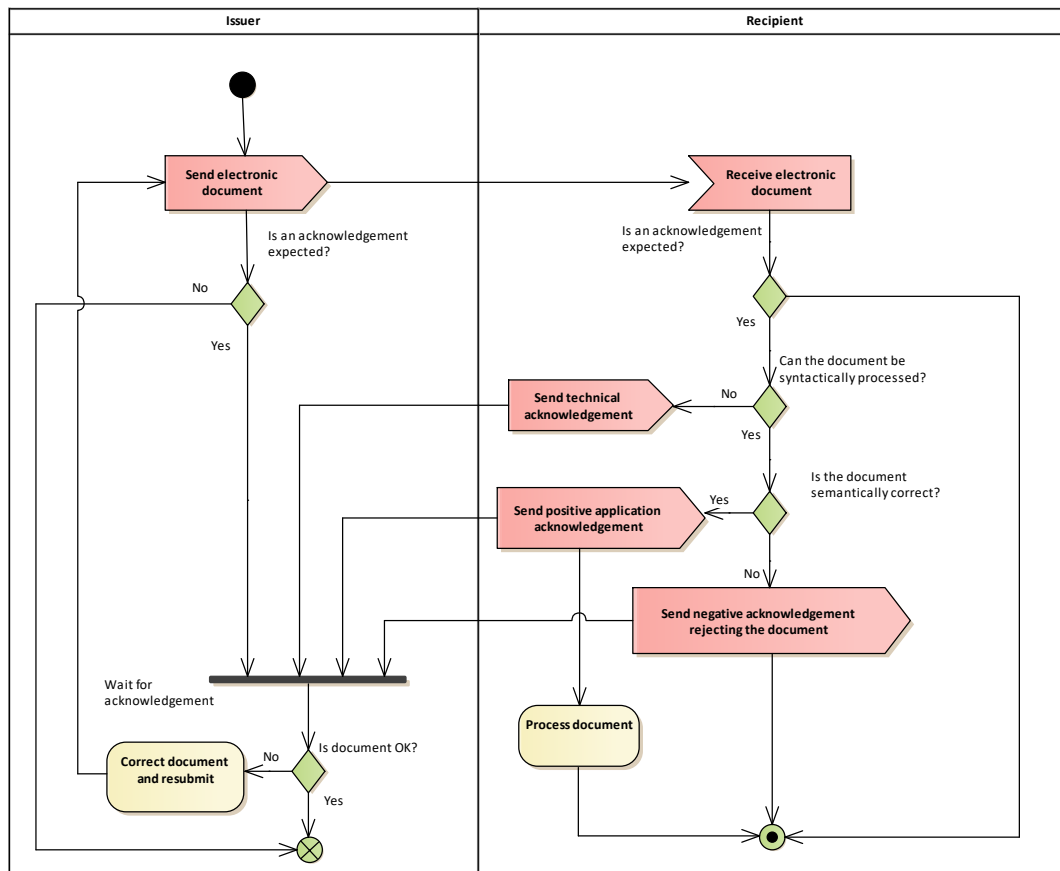 Issuer
Recipient
Send electronic
document
Receive electronic
document
Is an acknowledgement
expected?
Is an acknowledgement
expected?
No
Yes
Yes
Can the document be
syntactically processed?
Send technical
acknowledgement
No
Yes
Is the document
semantically correct?
Send positive application
acknowledgement
Yes
No
Send negative acknowledgement
rejecting the document
Wait for
acknowledgement
Process document
Is document OK?
Correct document
and resubmit
No
Yes